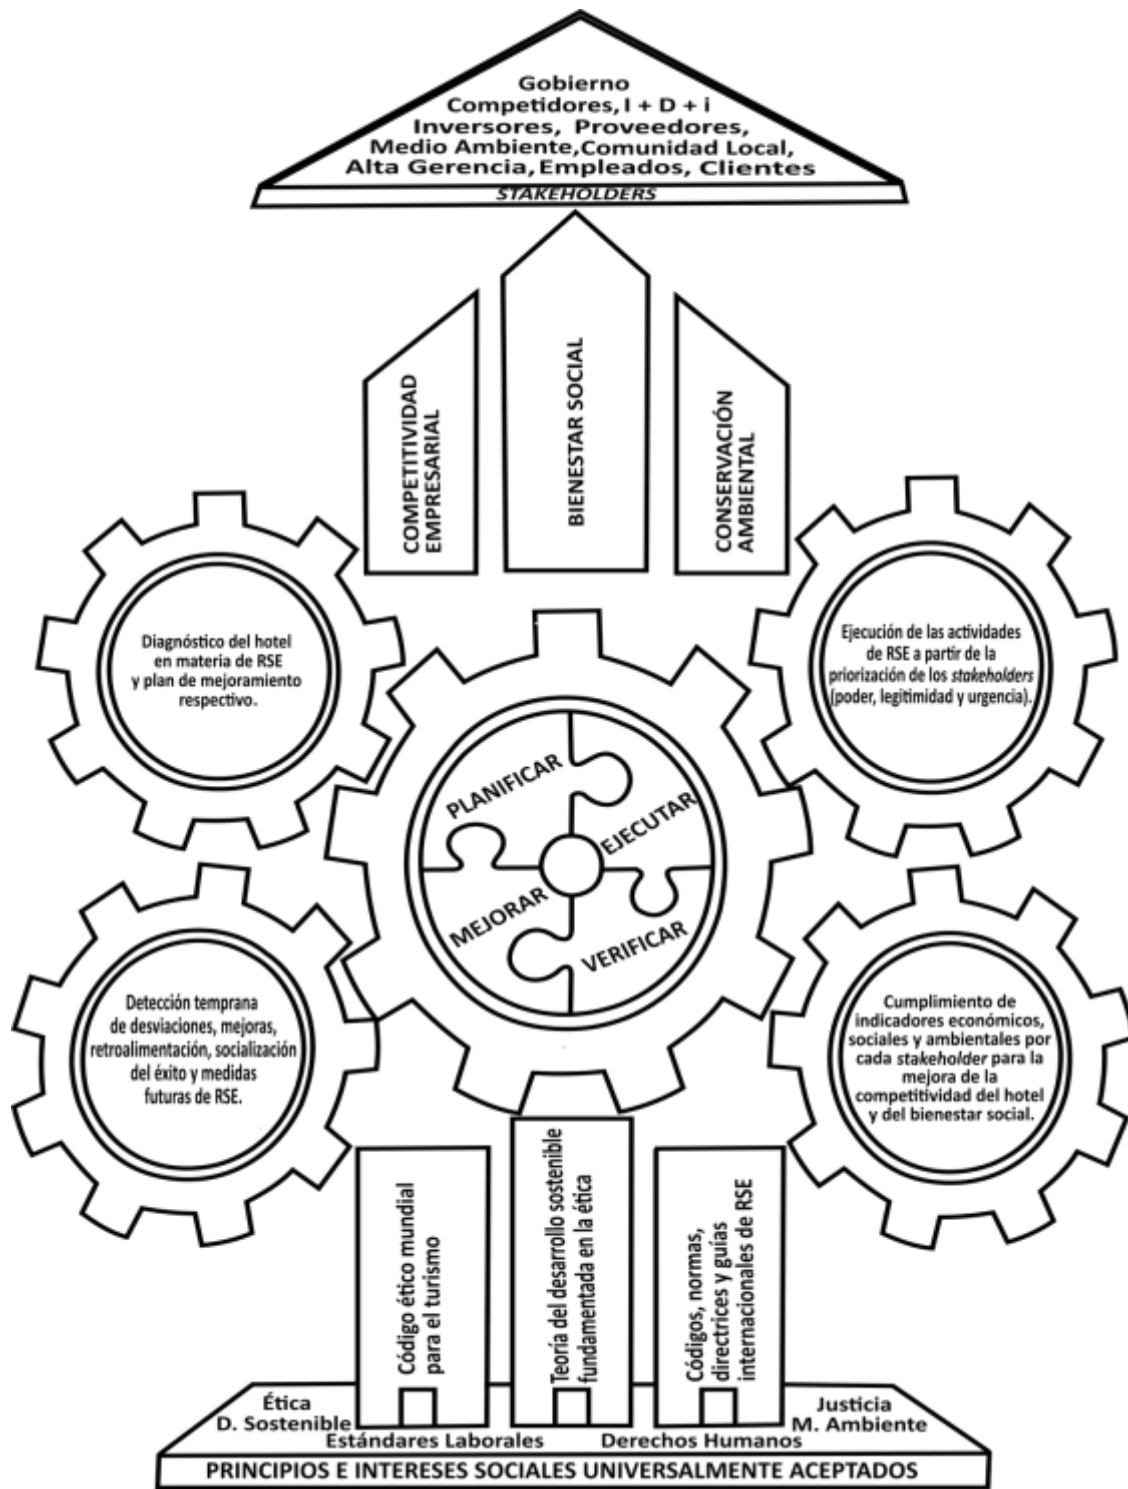 Gobierno
Competidores, I + D + i
Inversores, Proveedores,
Medio Ambiente, Comunidad Local,
Alta Gerencia, Empleados, Clientes
STAKEHOLDERS
COMPETITIVIDAD
EMPRESARIAL
BIENESTAR SOCIAL
CONSERVACIÓN
AMBIENTAL
Diagnóstico del hotel
en materia de RSE
y plan de mejoramiento
respectivo.
Ejecución de las actividades
de RSE a partir de la
priorización de los stakeholders
(poder, legitimidad y urgencia).
PLANIFICAR
EJECUTAR
MEJORAR
VERIFICAR
Detección temprana
de desviaciones, mejoras,
retroalimentación, socialización
del éxito y medidas
futuras de RSE.
Cumplimiento de
indicadores económicos,
sociales y ambientales por
cada stakeholder para la
mejora de la
competitividad del hotel
y del bienestar social.
Código ético mundial
para el turismo
Teoría del desarrollo sostenible
fundamentada en la ética
Códigos, normas,
directrices y guías
internacionales de RSE
Ética
D. Sostenible
Justicia
M. Ambiente
Estándares Laborales
Derechos Humanos
PRINCIPIOS E INTERESES SOCIALES UNIVERSALMENTE ACEPTADOS